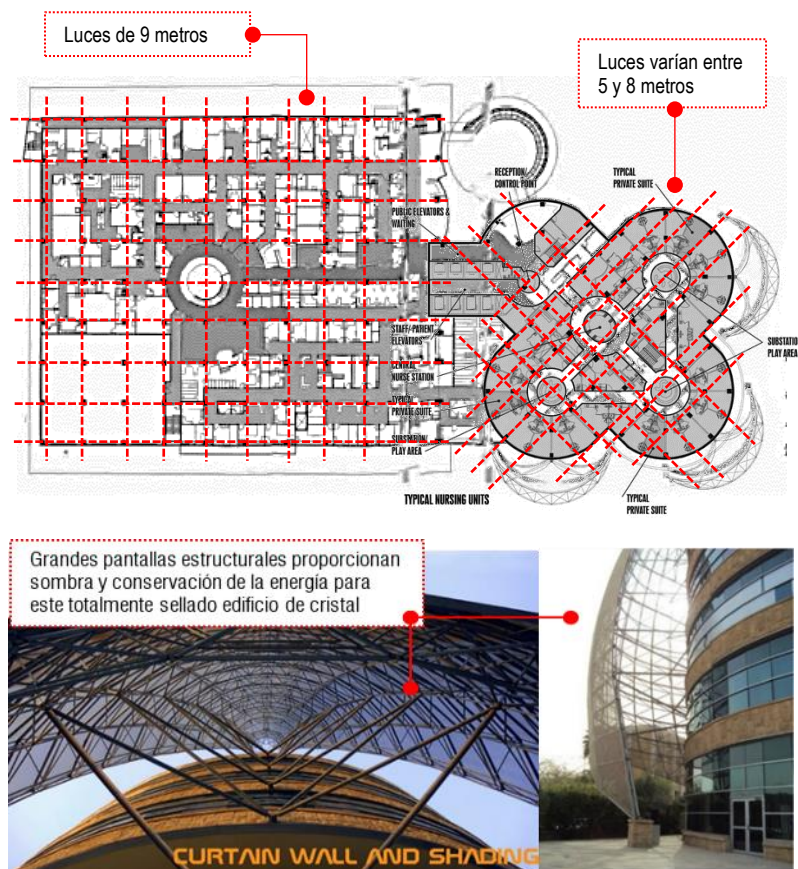 Luces de 9 metros
Luces varían entre
5 y 8 metros
RECEPTION/
CONTROL POINT
TYPICAL
PRIVATE SUITE
PUBLIC ELEVATORS &
WAITING
STAFF/PATIENT
ELEVATORS
SUBSTATIO
PLAY AREA
CENTRAL
NURSE STATION
TYPICAL
PRIVATE SUITE
SUBSTATION/
PLAY AREA
TYPICAL NURSING UNITS
TYPICAL
PRIVATE SUITE
Grandes pantallas estructurales proporcionan
sombra y conservación de la energía para
este totalmente sellado edificio de cristal
CURTAIN WALL AND SHADING